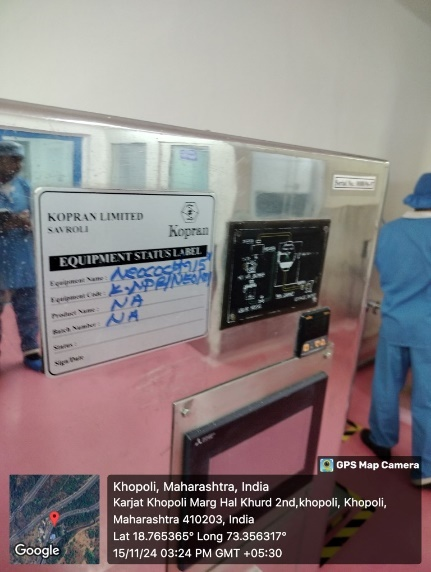 KOPRAN LIMITED
SAVROLI
Kopran
EQUIPMENT STATUS LABEL
Equipment Name :
Equipment Code :
Product Name : NA
Batch Number : NA
Status :
Sign/Date
GPS Map Camera
Google
Khopoli, Maharashtra, India
Karjat Khopoli Marg Hal Khurd 2nd,khopoli, Khopoli,
Maharashtra 410203, India
Lat 18.765365° Long 73.356317°
15/11/24 03:24 PM GMT +05:30